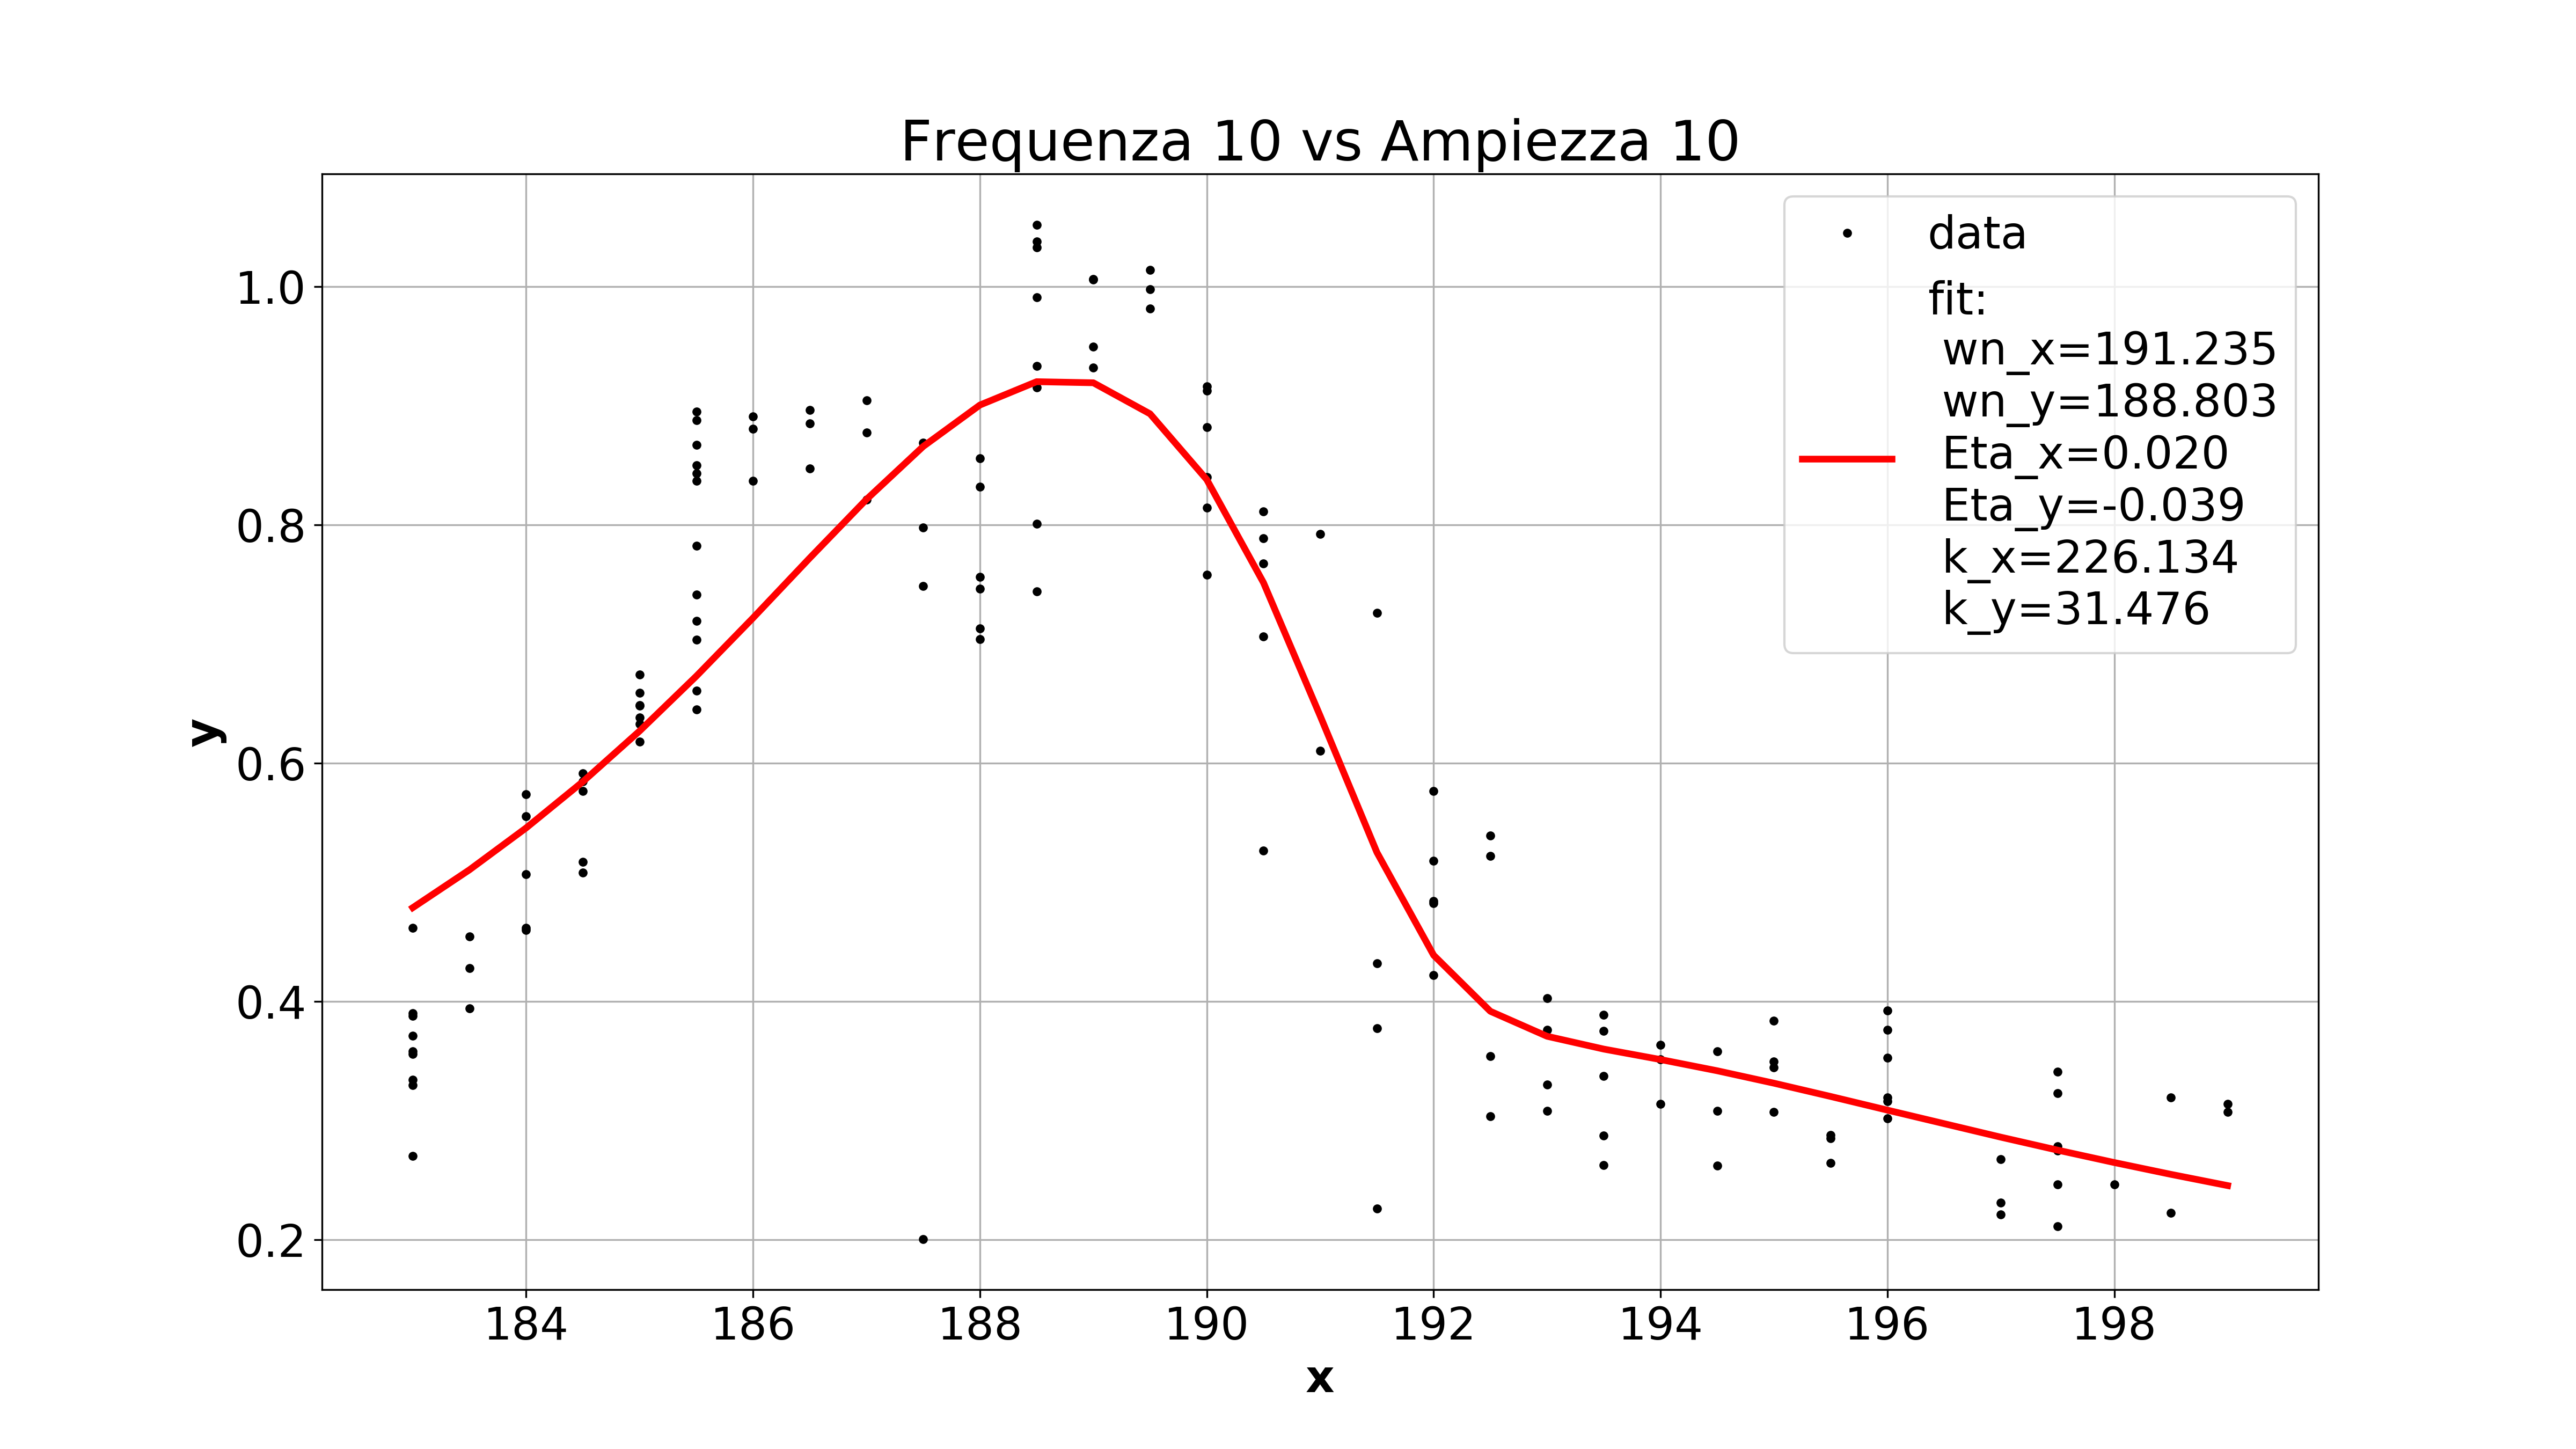 Frequenza 10 vs Ampiezza 10
data
fit:
wn_x=191.235
wn_y=188.803
Eta_x=0.020
Eta_y=-0.039
k_x=226.134
k_y=31.476
1.0
0.8
0.6
0.4
0.2
y
184 186 188 190 192 194 196 198
x